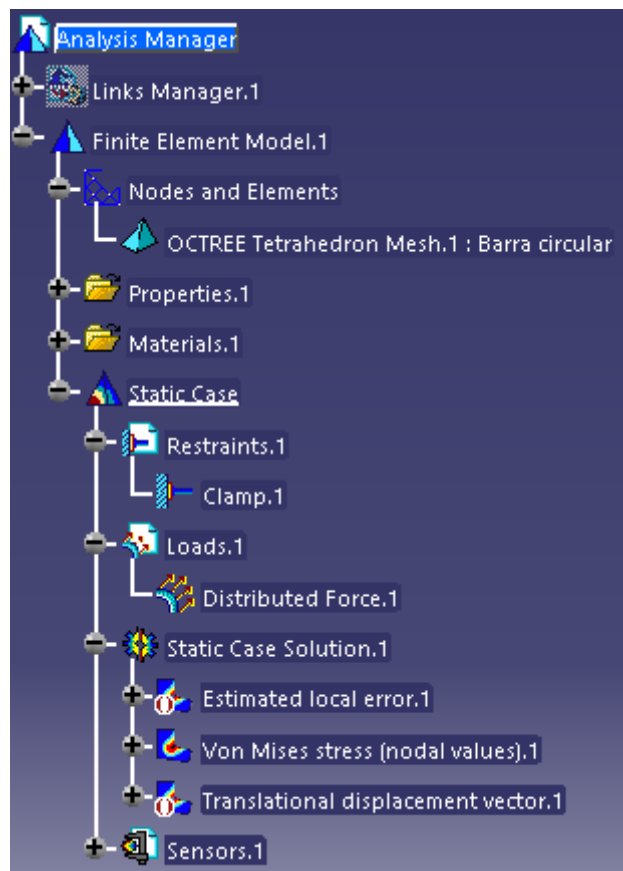 Analysis Manager
Links Manager.1
Finite Element Model.1
Nodes and Elements
OCTREE Tetrahedron Mesh.1 : Barra circular
Properties.1
Materials.1
Static Case
Restraints.1
Clamp.1
Loads.1
Distributed Force.1
Static Case Solution.1
Estimated local error.1
Von Mises stress (nodal values).1
Translational displacement vector.1
Sensors.1